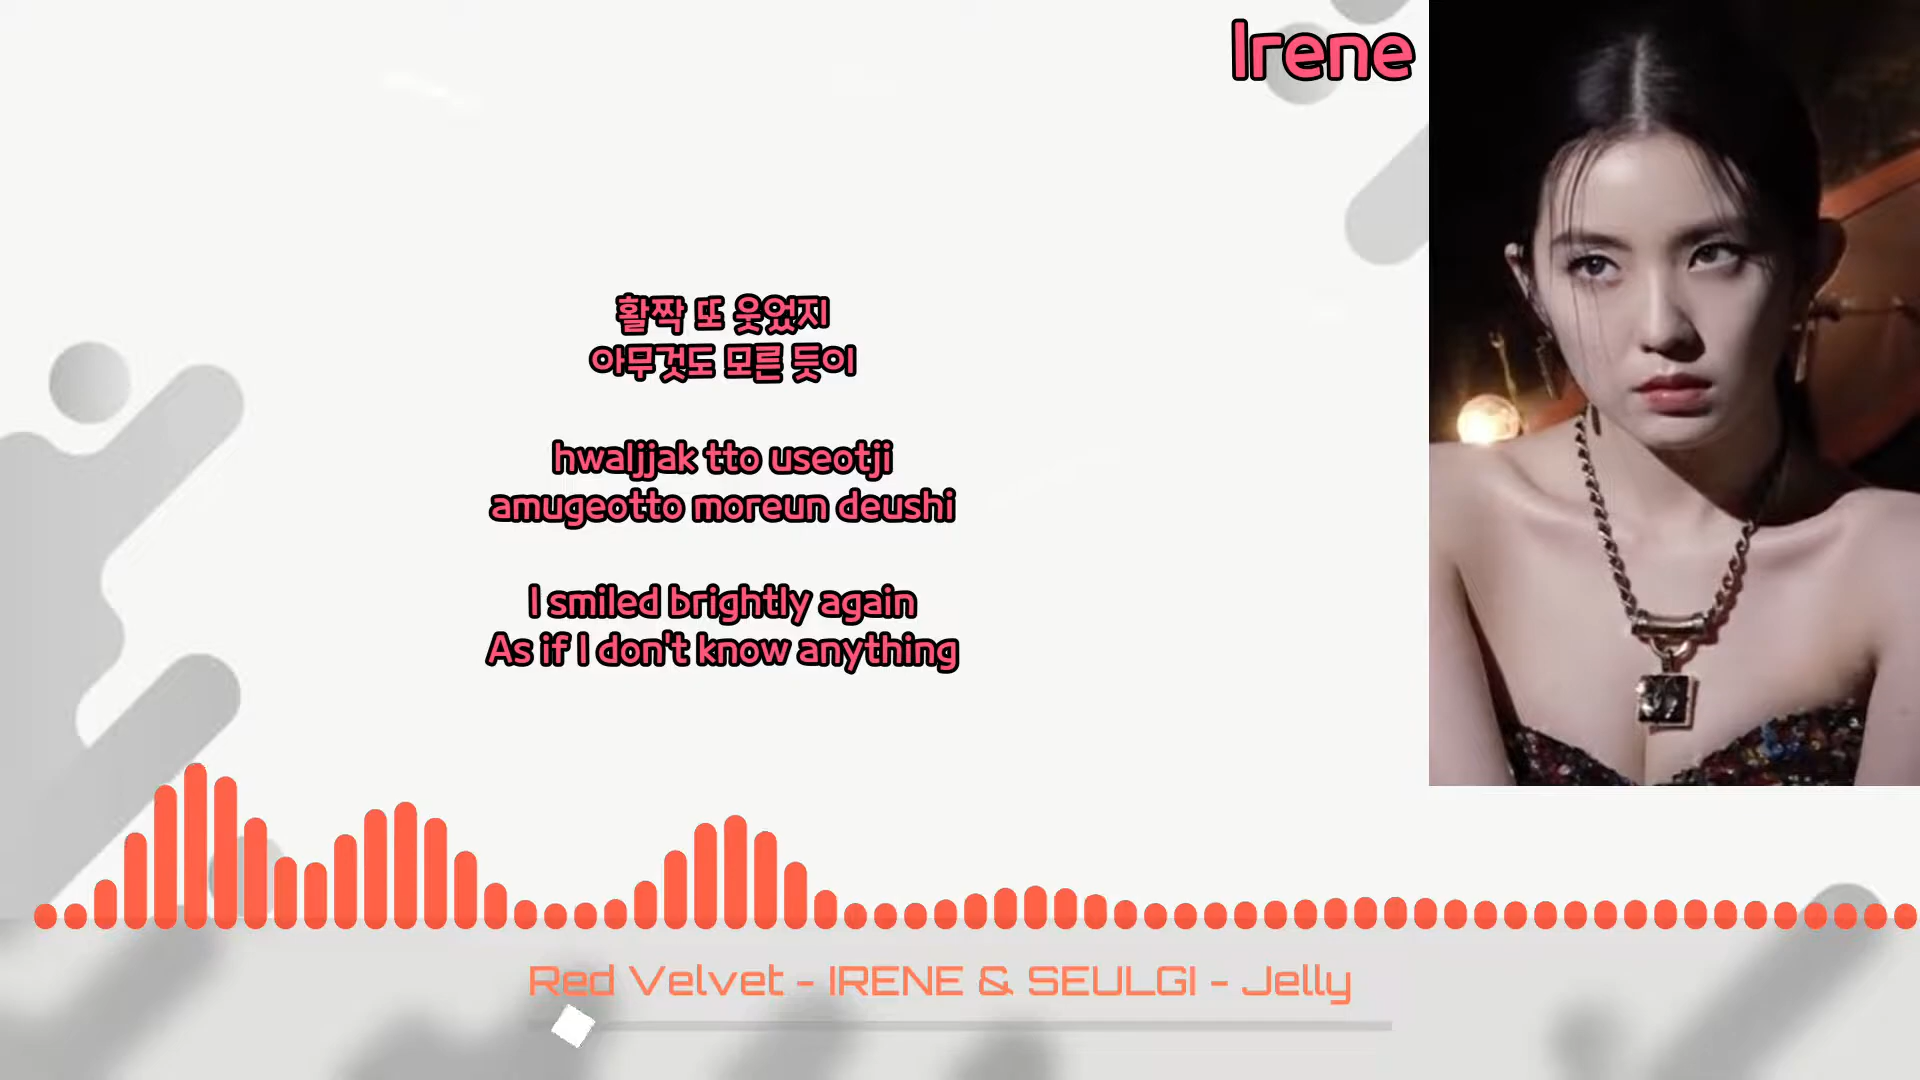 Irene
활짝 또 웃었지
아무것도 모른 듯이
hwaljjak tto useotji
amugeotto moreun deushi
I smiled brightly again
As if I don't know anything
Red Velvet - IRENE & SEULGI - Jelly